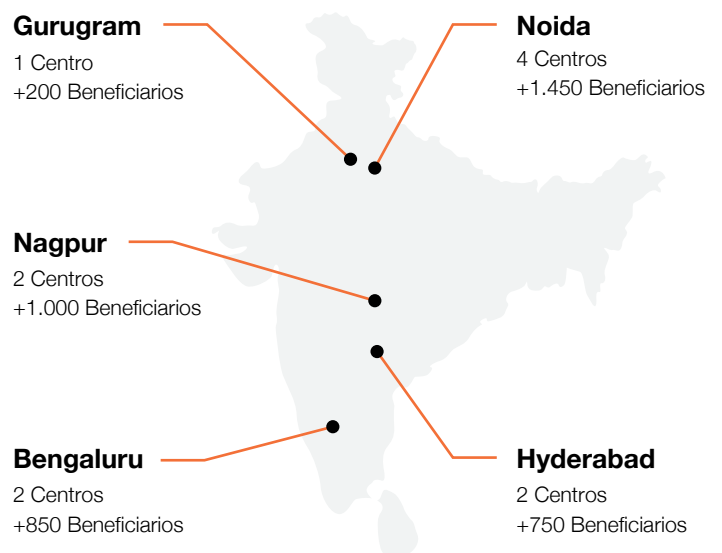 Gurugram
1 Centro
+200 Beneficiarios
Noida
4 Centros
+1.450 Beneficiarios
Nagpur
2 Centros
+1.000 Beneficiarios
Bengaluru
2 Centros
+850 Beneficiarios
Hyderabad
2 Centros
+750 Beneficiarios